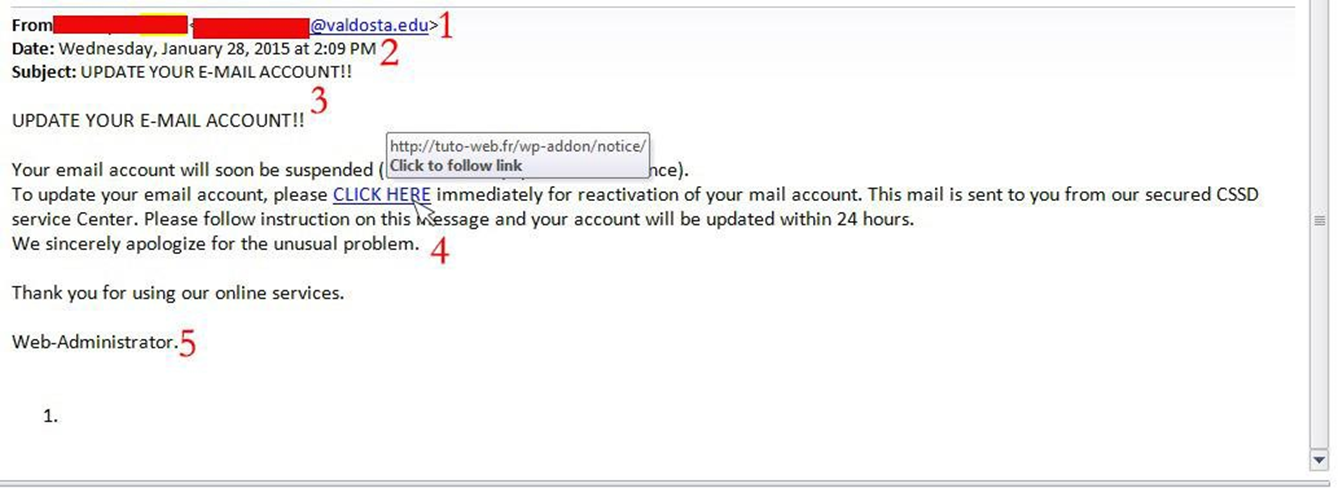 From @valdosta.edu>1
Date: Wednesday, January 28, 2015 at 2:09 PM 2
Subject: UPDATE YOUR E-MAIL ACCOUNT!!
3
UPDATE YOUR E-MAIL ACCOUNT!!
http://tuto-web.fr/wp-addon/notice/
Click to follow link
Your email account will soon be suspended ( nce).
To update your email account, please CLICK HERE immediately for reactivation of your mail account. This mail is sent to you from our secured CSSD
service Center. Please follow instruction on this message and your account will be updated within 24 hours.
We sincerely apologize for the unusual problem. 4
Thank you for using our online services.
Web-Administrator.5
1.